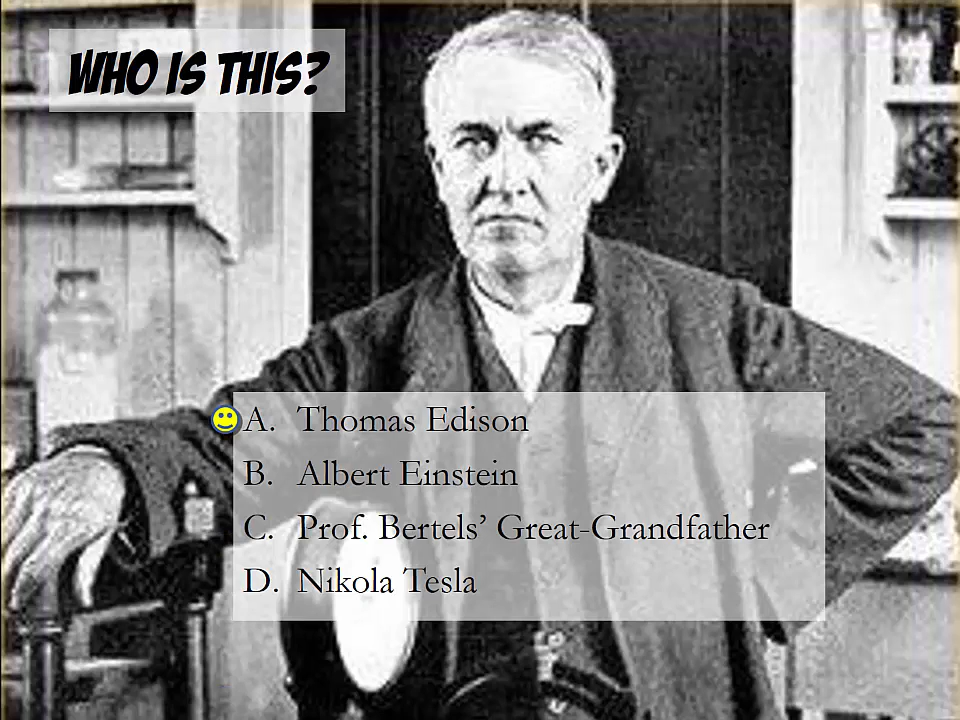 WHO IS THIS?
A. Thomas Edison
B. Albert Einstein
C. Prof. Bertels’ Great-Grandfather
D. Nikola Tesla